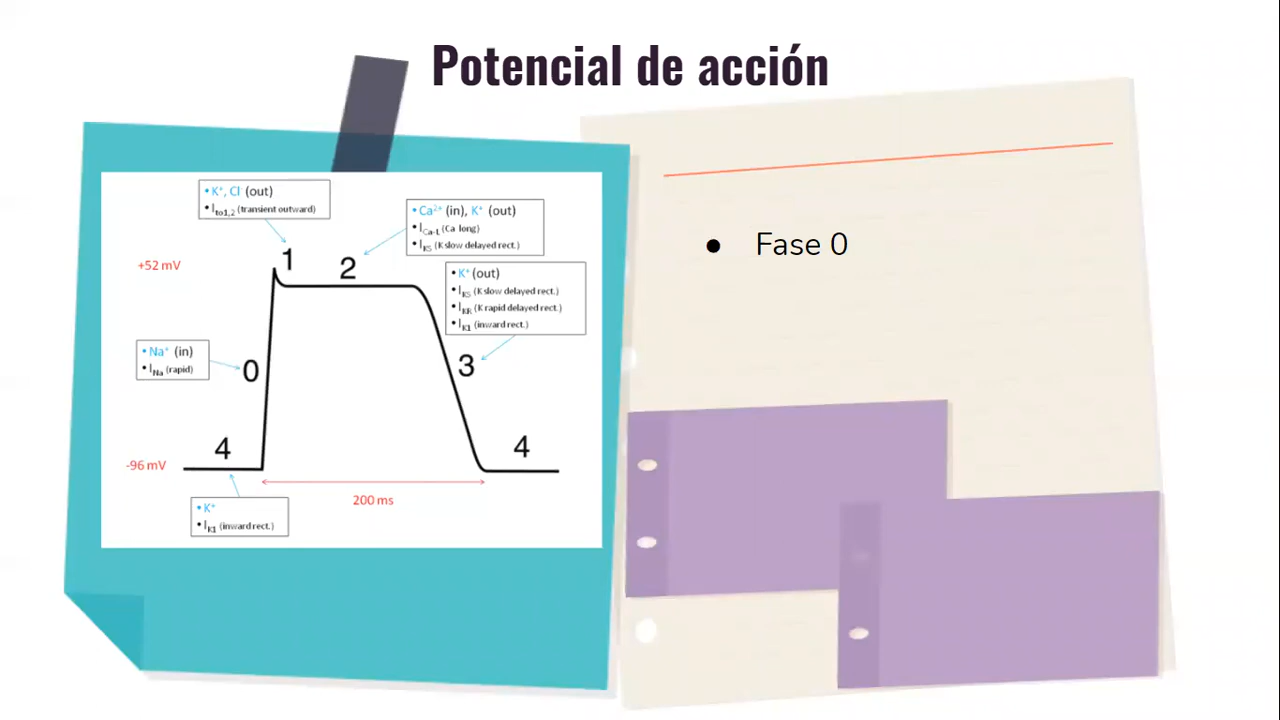 Potencial de acción
• K⁺, Cl⁻ (out)
• Ito1,2 (transient outward)
• Ca²⁺ (in), K⁺ (out)
• ICa-L (Ca long)
• IKS (K slow delayed rect.)
1
2
+52 mV
• K⁺ (out)
• IKS (K slow delayed rect.)
• IKR (K rapid delayed rect.)
• IK1 (inward rect.)
• Na⁺ (in)
• INa (rapid)
0
3
4
4
-96 mV
200 ms
• K⁺
• IK1 (inward rect.)
• Fase 0